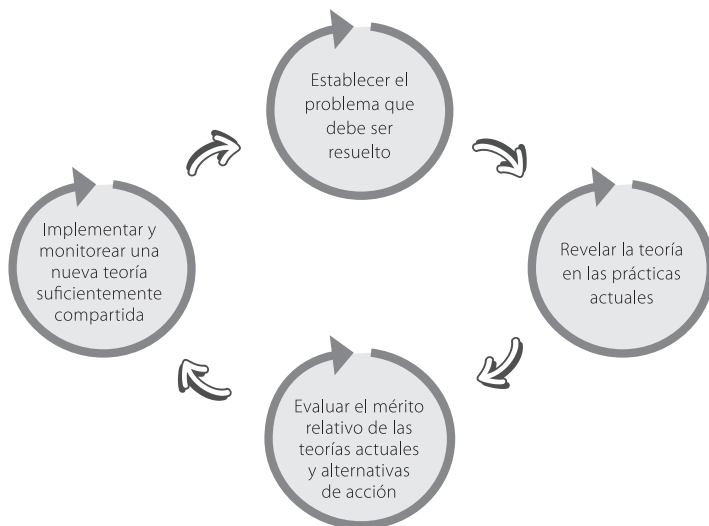 Establecer el
problema que
debe ser
resuelto
Revelar la teoría
en las prácticas
actuales
Evaluar el mérito
relativo de las
teorías actuales
y alternativas
de acción
Implementar y
monitorear una
nueva teoría
suficientemente
compartida